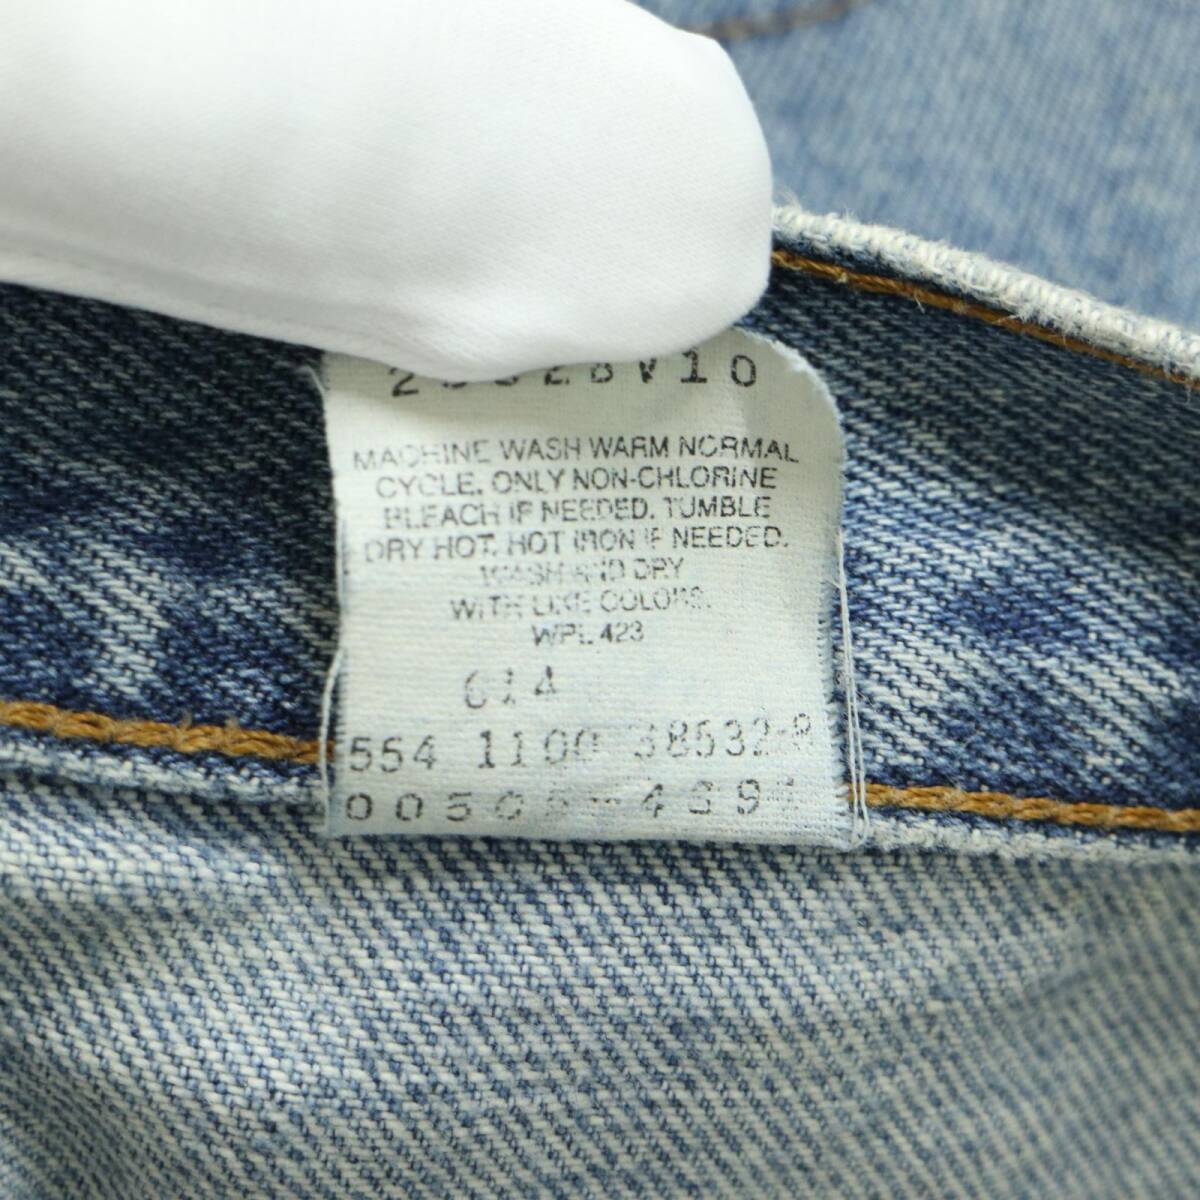 MACHINE WASH WARM NORMAL
CYCLE. ONLY NON-CHLORINE
BLEACH IF NEEDED. TUMBLE
DRY HOT. HOT IRON IF NEEDED.
WASH AND DRY
WITH LIKE COLORS.
WPL 423
614
554 1100